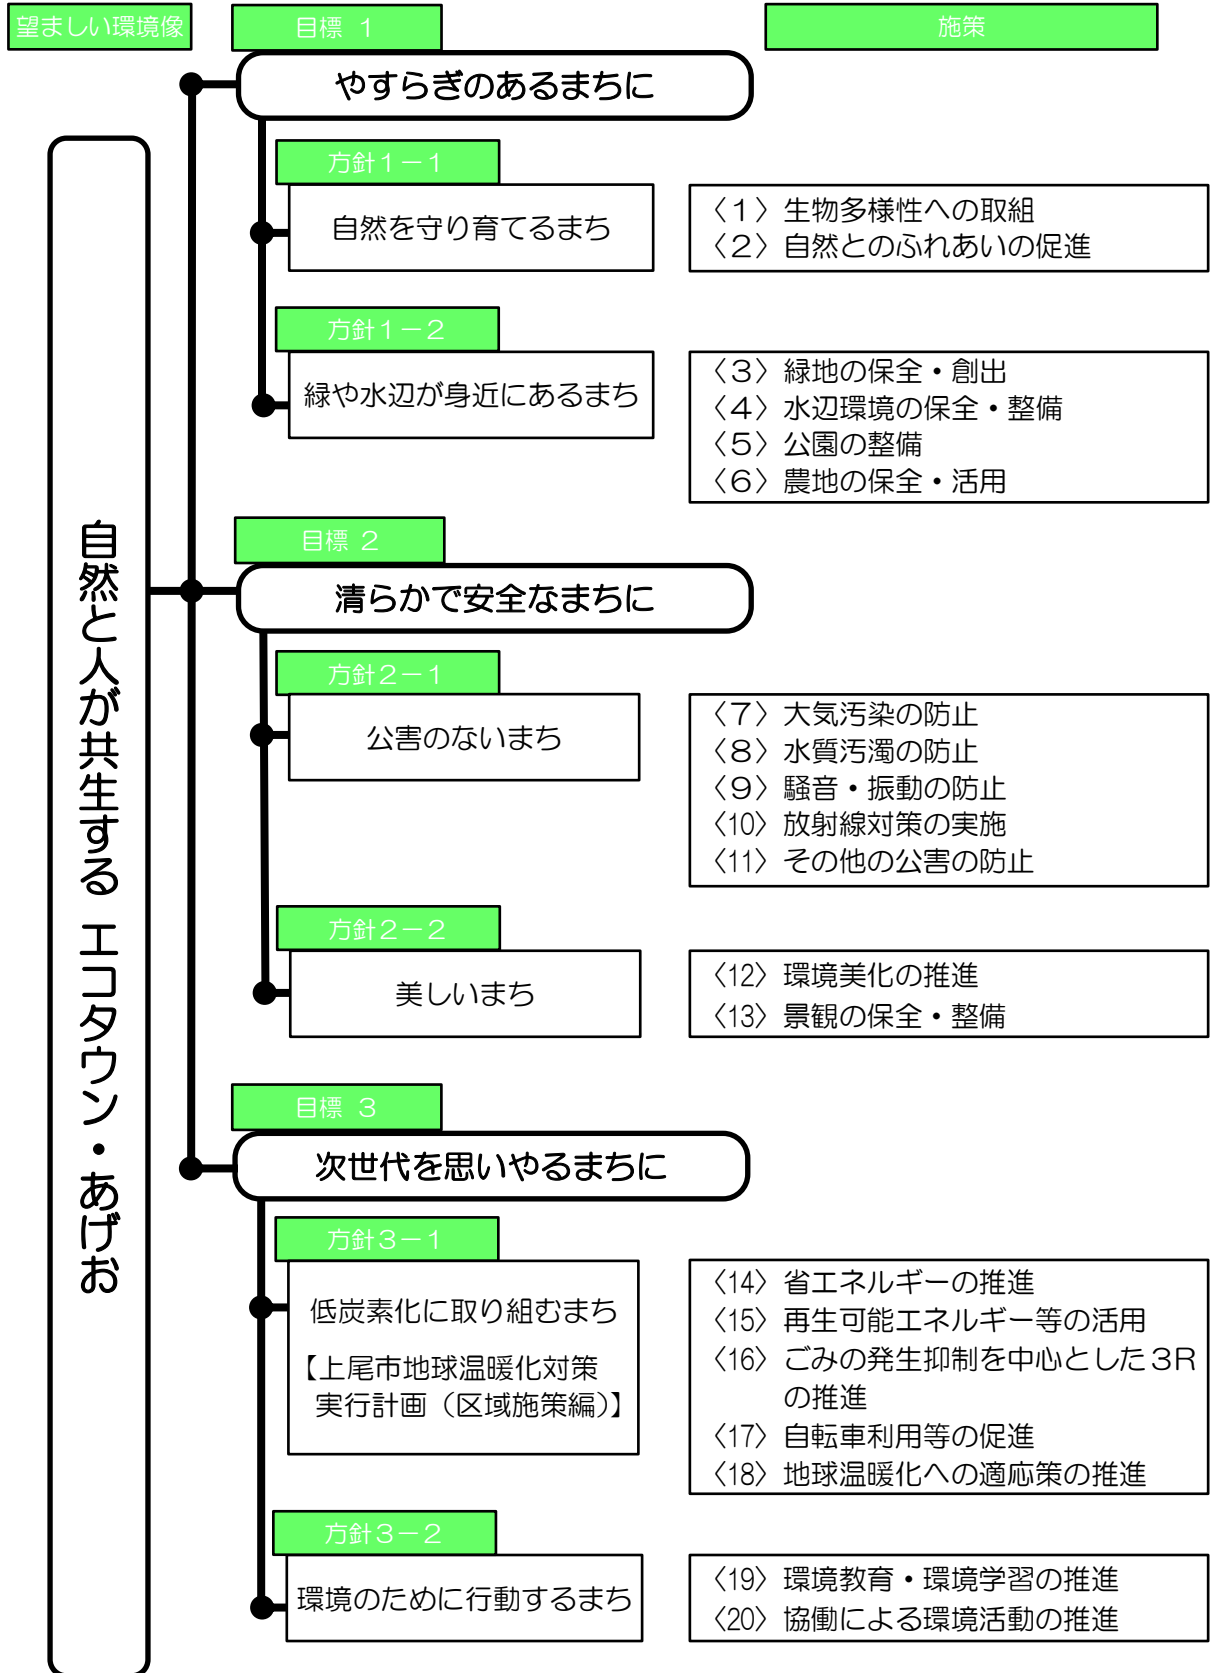 望ましい環境像
目標 1
施策
自然と人が共生する エコタウン・あげお
やすらぎのあるまちに
方針1－1
自然を守り育てるまち
〈1〉生物多様性への取組
〈2〉自然とのふれあいの促進
方針1－2
緑や水辺が身近にあるまち
〈3〉緑地の保全・創出
〈4〉水辺環境の保全・整備
〈5〉公園の整備
〈6〉農地の保全・活用
目標 2
清らかで安全なまちに
方針2－1
公害のないまち
〈7〉大気汚染の防止
〈8〉水質汚濁の防止
〈9〉騒音・振動の防止
〈10〉放射線対策の実施
〈11〉その他の公害の防止
方針2－2
美しいまち
〈12〉環境美化の推進
〈13〉景観の保全・整備
目標 3
次世代を思いやるまちに
方針3－1
低炭素化に取り組むまち
【上尾市地球温暖化対策
実行計画（区域施策編）】
〈14〉省エネルギーの推進
〈15〉再生可能エネルギー等の活用
〈16〉ごみの発生抑制を中心とした3R
の推進
〈17〉自転車利用等の促進
〈18〉地球温暖化への適応策の推進
方針3－2
環境のために行動するまち
〈19〉環境教育・環境学習の推進
〈20〉協働による環境活動の推進